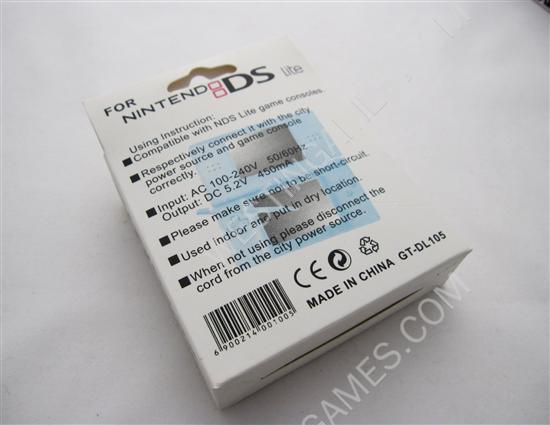 FOR
NINTENDO DS Lite
Using Instruction:
Compatible with NDS Lite game consoles.
Respectively connect it with the city
power source and game console
correctly.
Input: AC 100-240V 50/60Hz
Output: DC 5.2V 450mA
Please make sure not to be short-circuit.
Used indoor and put in dry location.
When not using please disconnect the
cord from the city power source.
CE
MADE IN CHINA GT-DL105
6900214001005
GAMES.COM